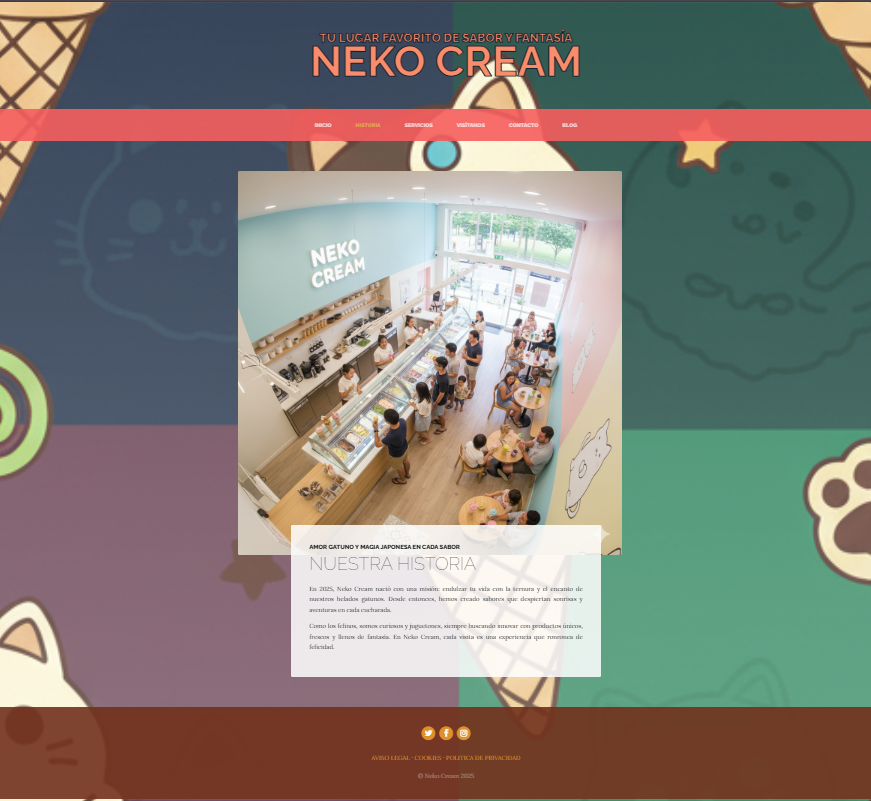 TU LUGAR FAVORITO DE SABOR Y FANTASÍA
NEKO CREAM
INICIO HISTORIA SERVICIOS VISÍTANOS CONTACTO BLOG
NEKO
CREAM
AMOR GATUNO Y MAGIA JAPONESA EN CADA SABOR
NUESTRA HISTORIA
En 2025, Neko Cream nació con una misión: endulzar tu vida con la ternura y el encanto de
nuestros helados gatunos. Desde entonces, hemos creado sabores que despiertan sonrisas y
aventuras en cada cucharada.
Como los felinos, somos curiosos y juguetones, siempre buscando innovar con productos únicos,
frescos y llenos de fantasía. En Neko Cream, cada visita es una experiencia que ronronea de
felicidad.
AVISO LEGAL · COOKIES · POLITICA DE PRIVACIDAD
© Neko Cream 2025